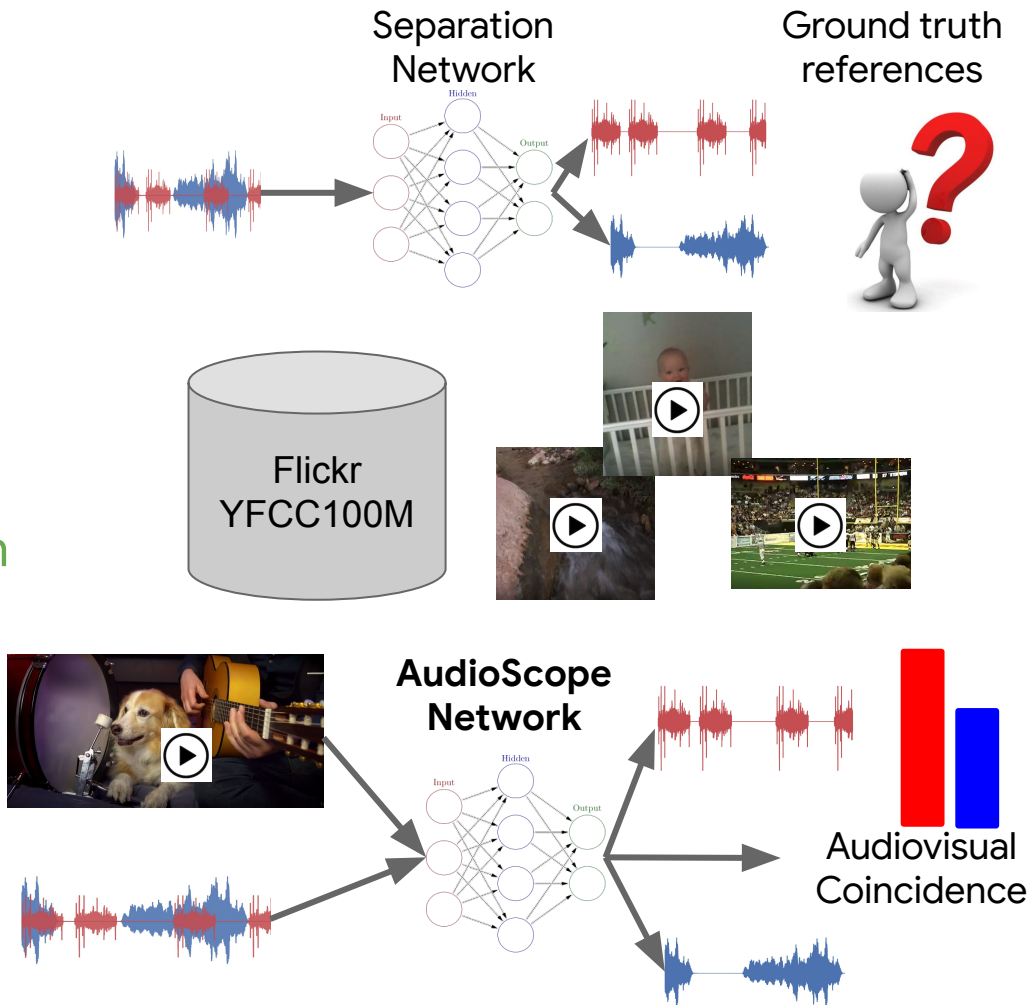 Separation
Network
Ground truth
references
Input
Hidden
Output
Flickr
YFCC100M
n
AudioScope
Network
Input
Hidden
Output
Audiovisual
Coincidence